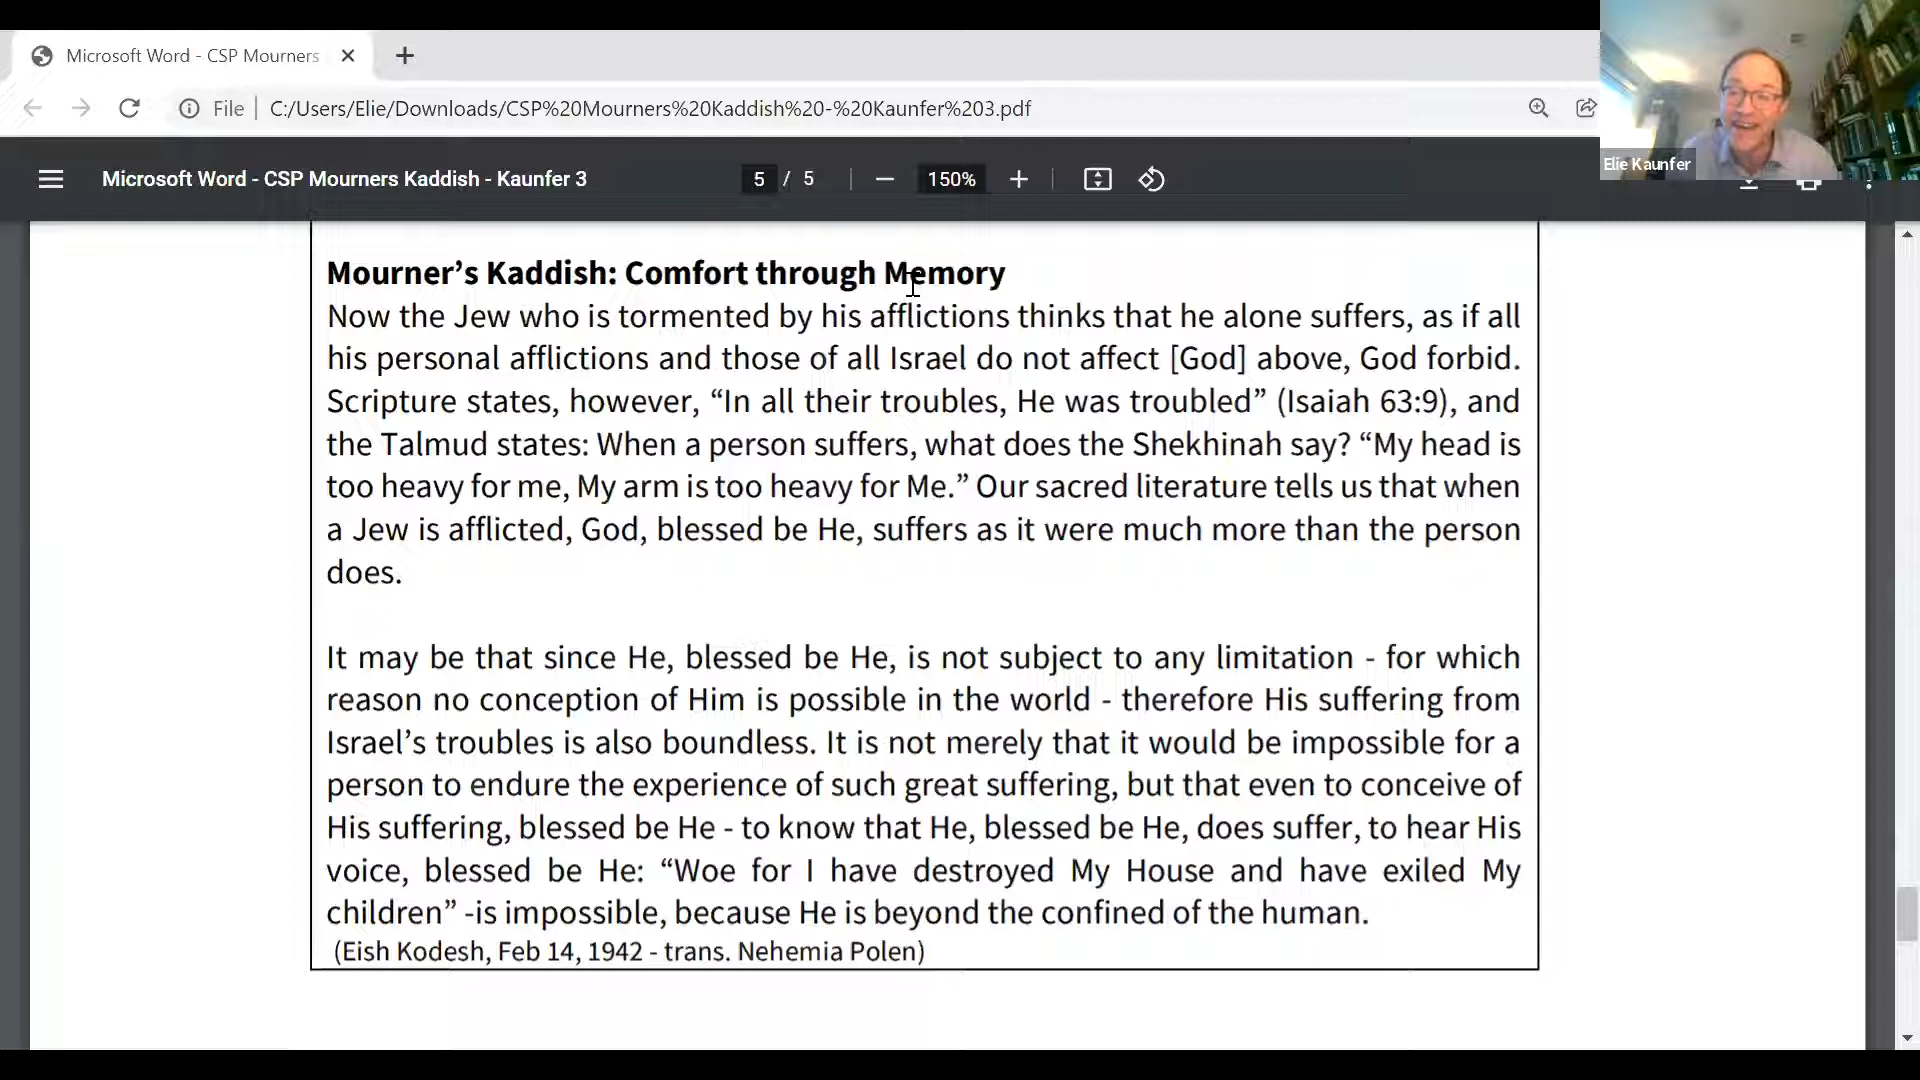 Microsoft Word - CSP Mourners
File
C:/Users/Elie/Downloads/CSP%20Mourners%20Kaddish%20-%20Kaunfer%203.pdf
Elie Kaunfer
Microsoft Word - CSP Mourners Kaddish - Kaunfer 3
5 / 5
150%
Mourner’s Kaddish: Comfort through Memory
Now the Jew who is tormented by his afflictions thinks that he alone suffers, as if all
his personal afflictions and those of all Israel do not affect [God] above, God forbid.
Scripture states, however, “In all their troubles, He was troubled” (Isaiah 63:9), and
the Talmud states: When a person suffers, what does the Shekhinah say? “My head is
too heavy for me, My arm is too heavy for Me.” Our sacred literature tells us that when
a Jew is afflicted, God, blessed be He, suffers as it were much more than the person
does.
It may be that since He, blessed be He, is not subject to any limitation - for which
reason no conception of Him is possible in the world - therefore His suffering from
Israel’s troubles is also boundless. It is not merely that it would be impossible for a
person to endure the experience of such great suffering, but that even to conceive of
His suffering, blessed be He - to know that He, blessed be He, does suffer, to hear His
voice, blessed be He: “Woe for I have destroyed My House and have exiled My
children” -is impossible, because He is beyond the confined of the human.
(Eish Kodesh, Feb 14, 1942 - trans. Nehemia Polen)